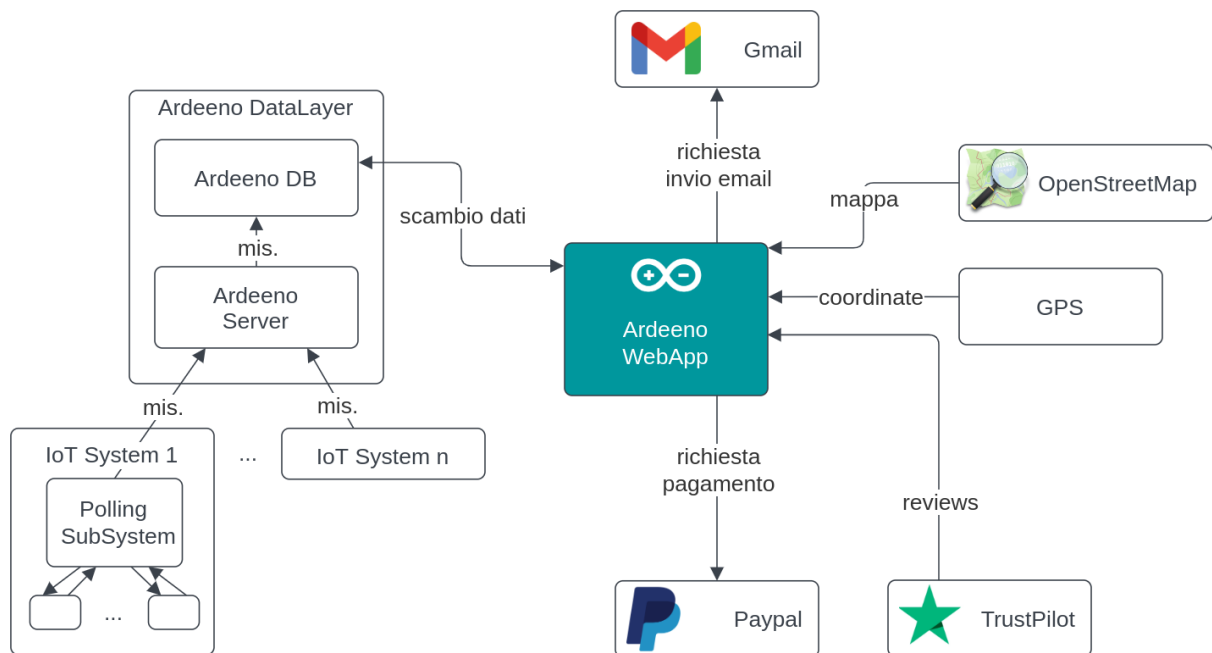 Gmail
Ardeeno DataLayer
richiesta
invio email
Ardeeno DB
OpenStreetMap
mappa
scambio dati
mis.
Ardeeno
Server
coordinate
GPS
Ardeeno
WebApp
mis.
mis.
IoT System 1
...
IoT System n
richiesta
pagamento
Polling
SubSystem
reviews
...
Paypal
TrustPilot